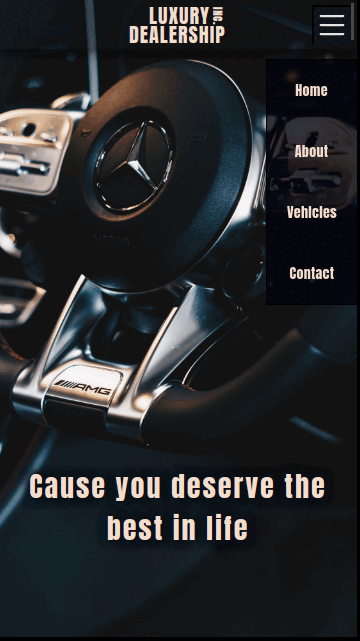 LUXURY INC.
DEALERSHIP
Home
About
Vehicles
Contact
AMG
Cause you deserve the
best in life